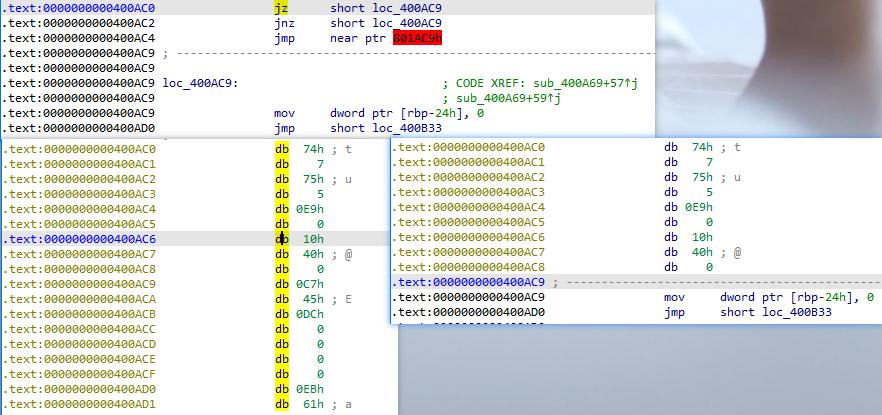 .text:0000000000400AC0 jz short loc_400AC9
.text:0000000000400AC2 jnz short loc_400AC9
.text:0000000000400AC4 jmp near ptr 801AC9h
.text:0000000000400AC9 ; ---------------------------------------------------------------
.text:0000000000400AC9
.text:0000000000400AC9 loc_400AC9: ; CODE XREF: sub_400A69+57↑j
.text:0000000000400AC9 ; sub_400A69+59↑j
.text:0000000000400AC9 mov dword ptr [rbp-24h], 0
.text:0000000000400AD0 jmp short loc_400B33
.text:0000000000400AC0 db 74h ; t
.text:0000000000400AC1 db 7
.text:0000000000400AC2 db 75h ; u
.text:0000000000400AC3 db 5
.text:0000000000400AC4 db 0E9h
.text:0000000000400AC5 db 0
.text:0000000000400AC6 db 10h
.text:0000000000400AC7 db 40h ; @
.text:0000000000400AC8 db 0
.text:0000000000400AC9 db 0C7h
.text:0000000000400ACA db 45h ; E
.text:0000000000400ACB db 0DCh
.text:0000000000400ACC db 0
.text:0000000000400ACD db 0
.text:0000000000400ACE db 0
.text:0000000000400ACF db 0
.text:0000000000400AD0 db 0EBh
.text:0000000000400AD1 db 61h ; a
.text:0000000000400AC0 db 74h ; t
.text:0000000000400AC1 db 7
.text:0000000000400AC2 db 75h ; u
.text:0000000000400AC3 db 5
.text:0000000000400AC4 db 0E9h
.text:0000000000400AC5 db 0
.text:0000000000400AC6 db 10h
.text:0000000000400AC7 db 40h ; @
.text:0000000000400AC8 db 0
.text:0000000000400AC9 ; ---------------------------------------
.text:0000000000400AC9 mov dword ptr [rbp-24h], 0
.text:0000000000400AD0 jmp short loc_400B33